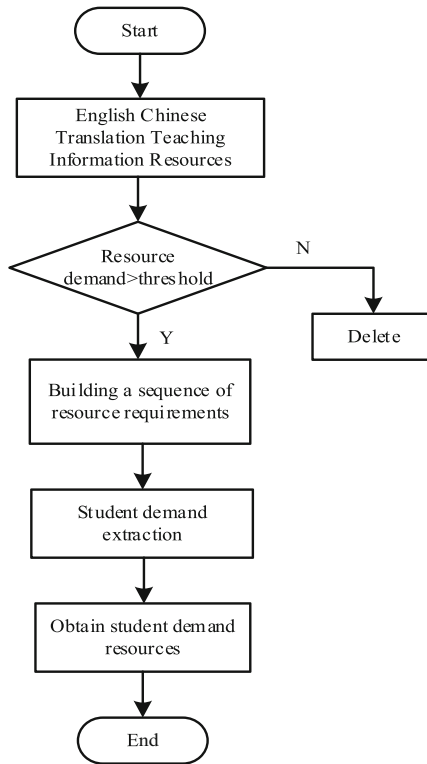 Start
English Chinese
Translation Teaching
Information Resources
Resource
demand>threshold
N
Delete
Y
Building a sequence of
resource requirements
Student demand
extraction
Obtain student demand
resources
End